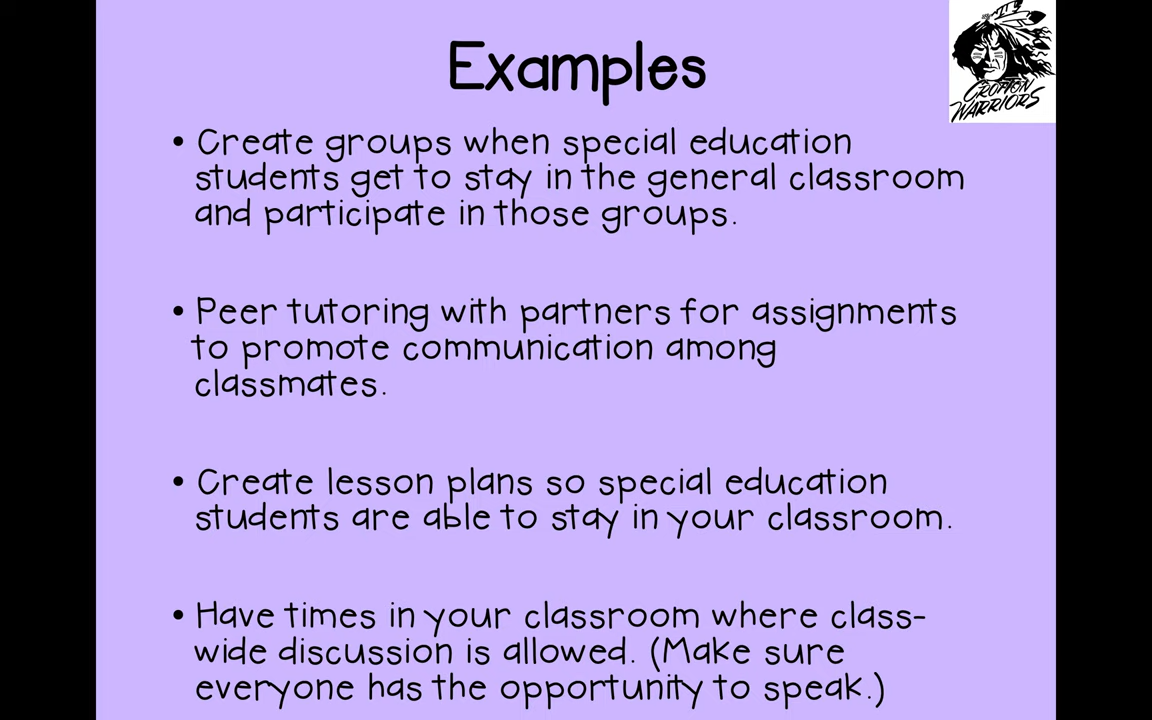 Examples
CROFTON
WARRIORS
• Create groups when special education
students get to stay in the general classroom
and participate in those groups.
• Peer tutoring with partners for assignments
to promote communication among
classmates.
• Create lesson plans so special education
students are able to stay in your classroom.
• Have times in your classroom where class-
wide discussion is allowed. (Make sure
everyone has the opportunity to speak.)